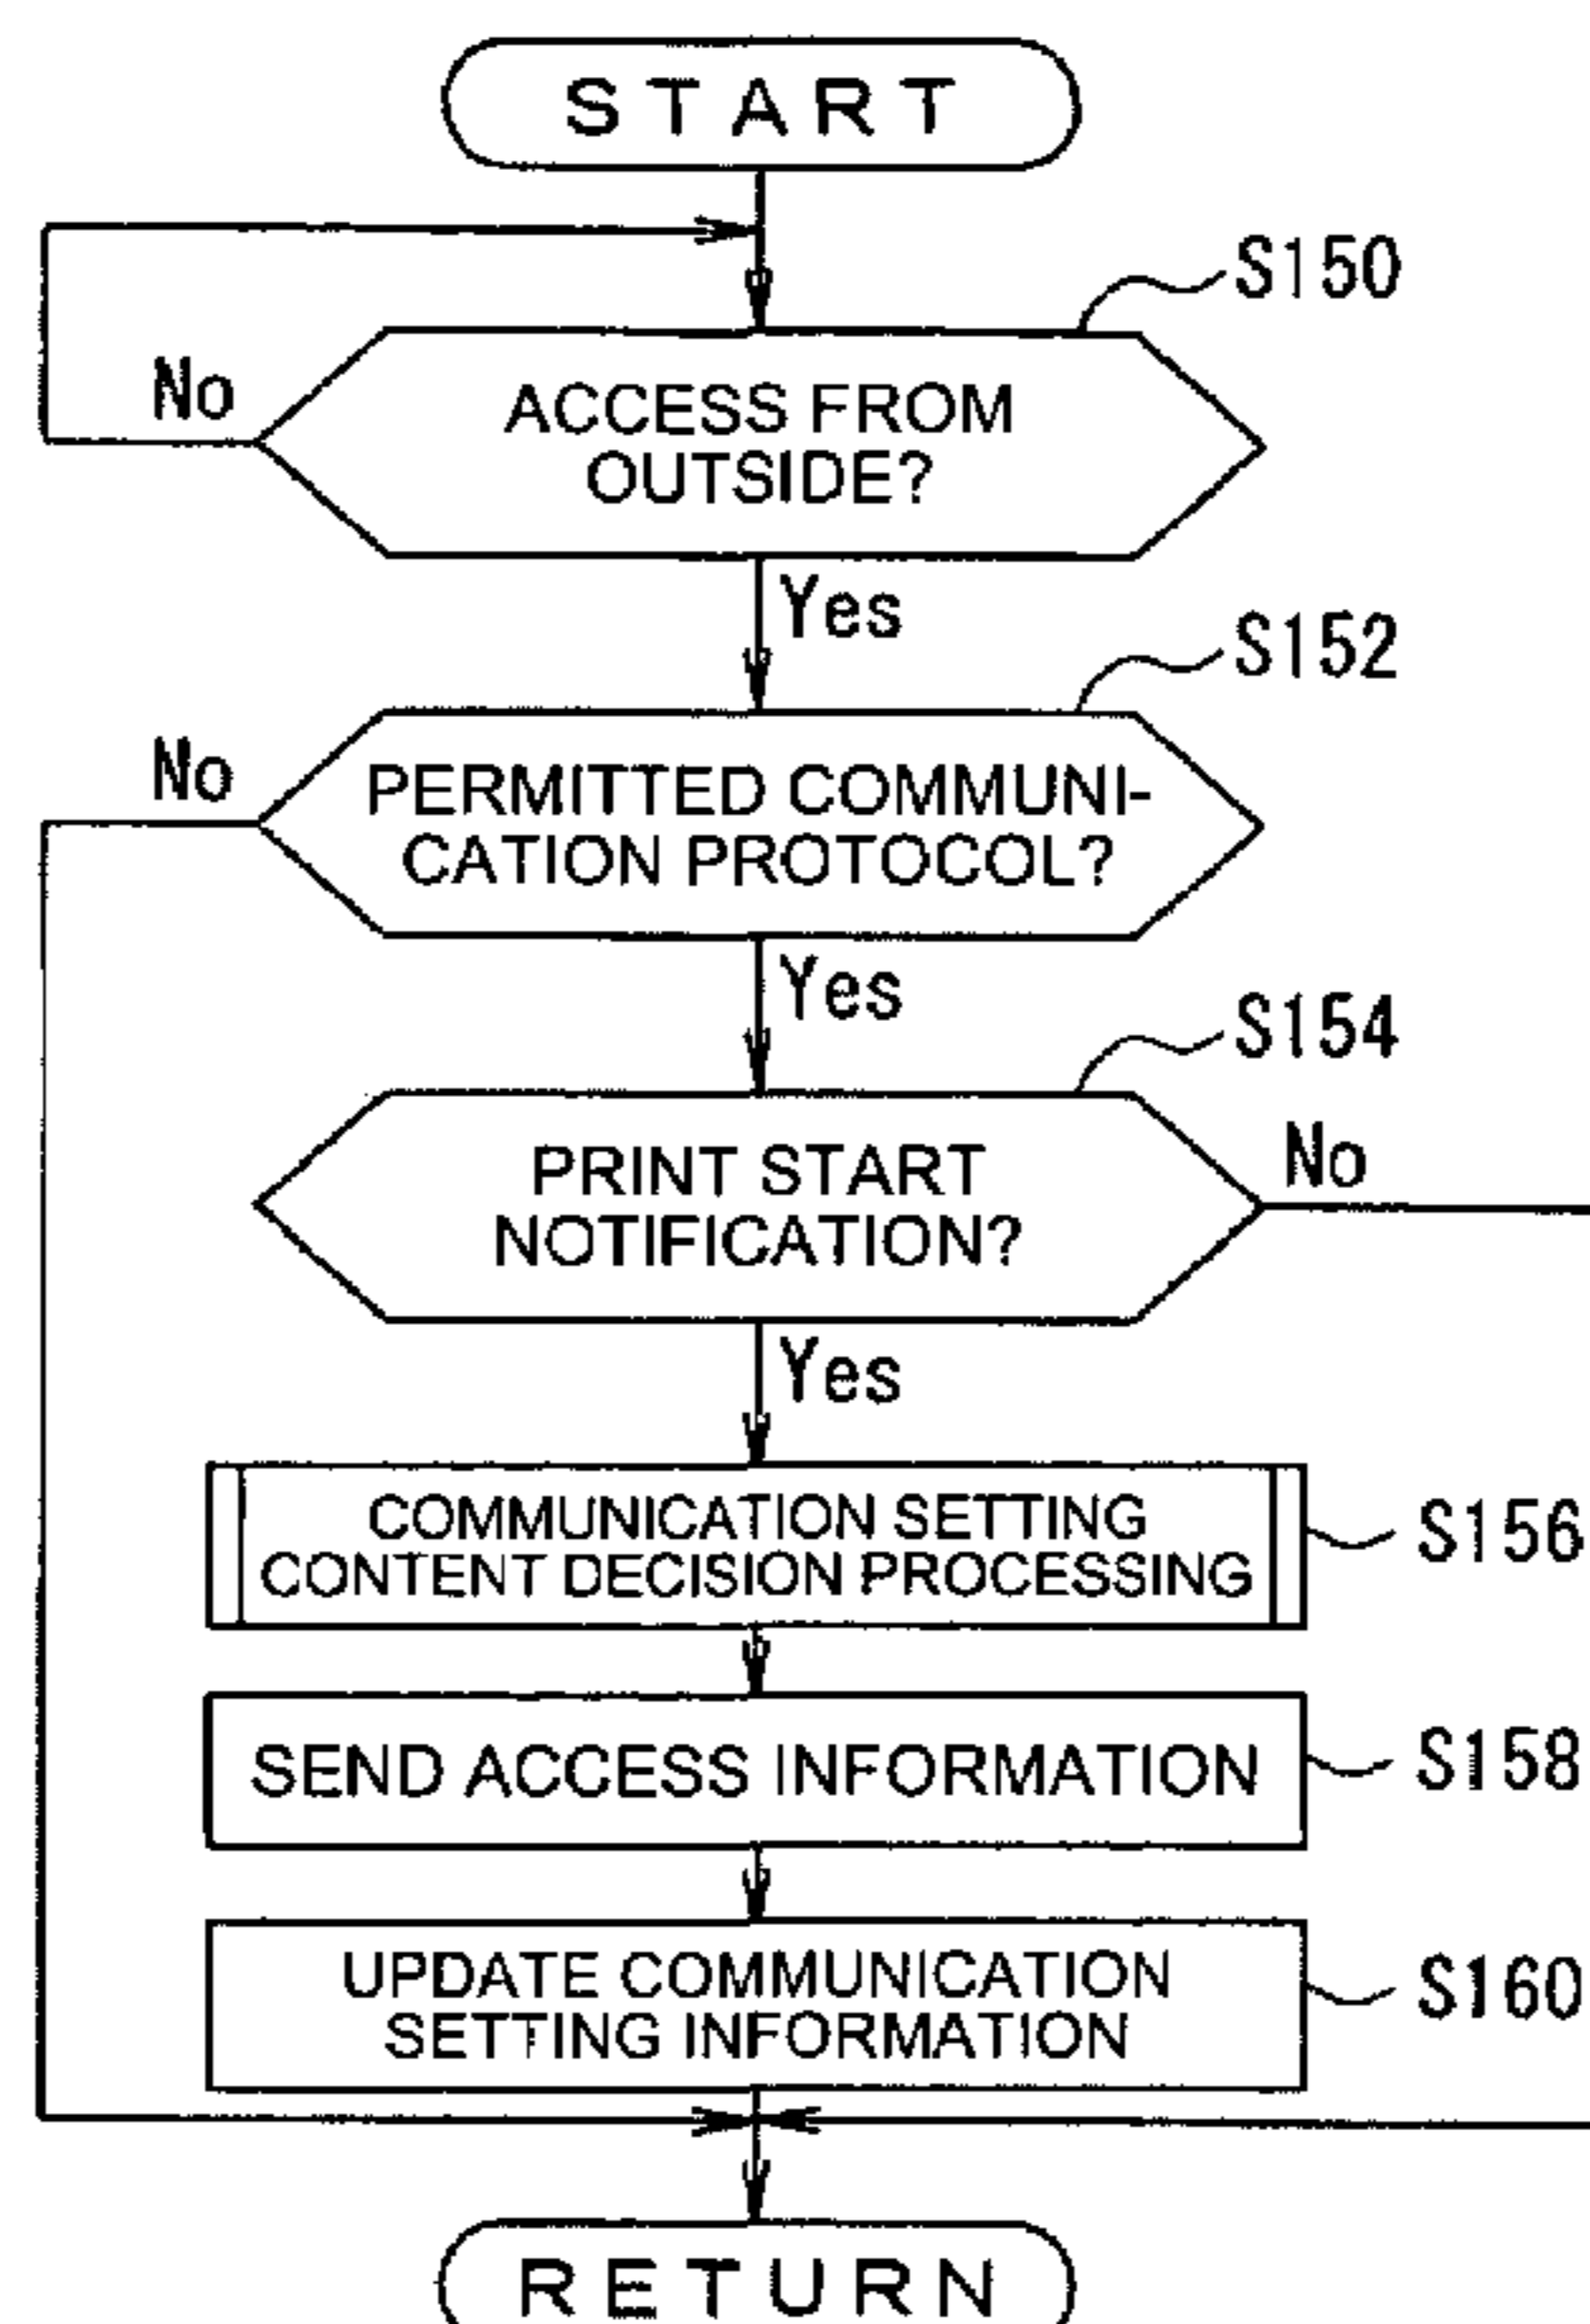 START
S150
No
ACCESS FROM
OUTSIDE?
Yes
S152
No
PERMITTED COMMUNI-
CATION PROTOCOL?
Yes
S154
No
PRINT START
NOTIFICATION?
Yes
COMMUNICATION SETTING
CONTENT DECISION PROCESSING
S156
SEND ACCESS INFORMATION
S158
UPDATE COMMUNICATION
SETTING INFORMATION
S160
RETURN